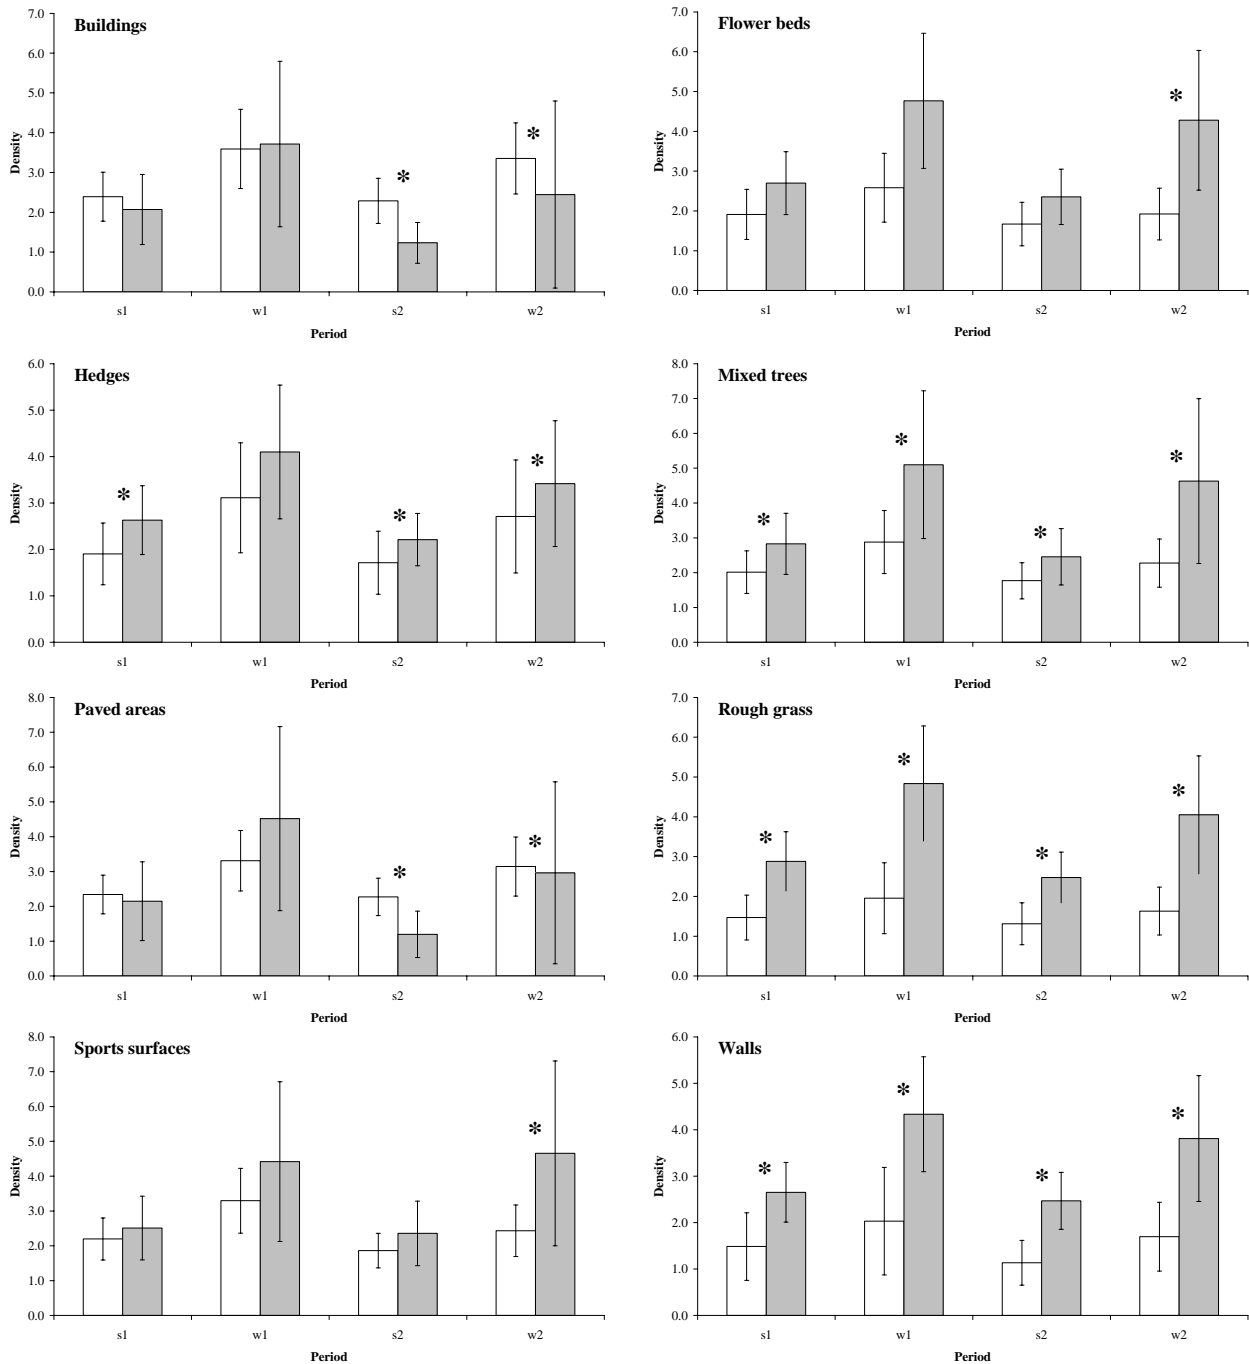 Buildings
7.0
6.0
5.0
4.0
3.0
2.0
1.0
0.0
Density
*
*
s1 w1 s2 w2
Period
Flower beds
7.0
6.0
5.0
4.0
3.0
2.0
1.0
0.0
Density
*
s1 w1 s2 w2
Period
Hedges
6.0
5.0
4.0
3.0
2.0
1.0
0.0
Density
*
*
*
s1 w1 s2 w2
Period
Mixed trees
8.0
7.0
6.0
5.0
4.0
3.0
2.0
1.0
0.0
Density
*
*
*
*
s1 w1 s2 w2
Period
Paved areas
8.0
7.0
6.0
5.0
4.0
3.0
2.0
1.0
0.0
Density
*
*
s1 w1 s2 w2
Period
Rough grass
7.0
6.0
5.0
4.0
3.0
2.0
1.0
0.0
Density
*
*
*
*
s1 w1 s2 w2
Period
Sports surfaces
8.0
7.0
6.0
5.0
4.0
3.0
2.0
1.0
0.0
Density
*
s1 w1 s2 w2
Period
Walls
6.0
5.0
4.0
3.0
2.0
1.0
0.0
Density
*
*
*
*
s1 w1 s2 w2
Period